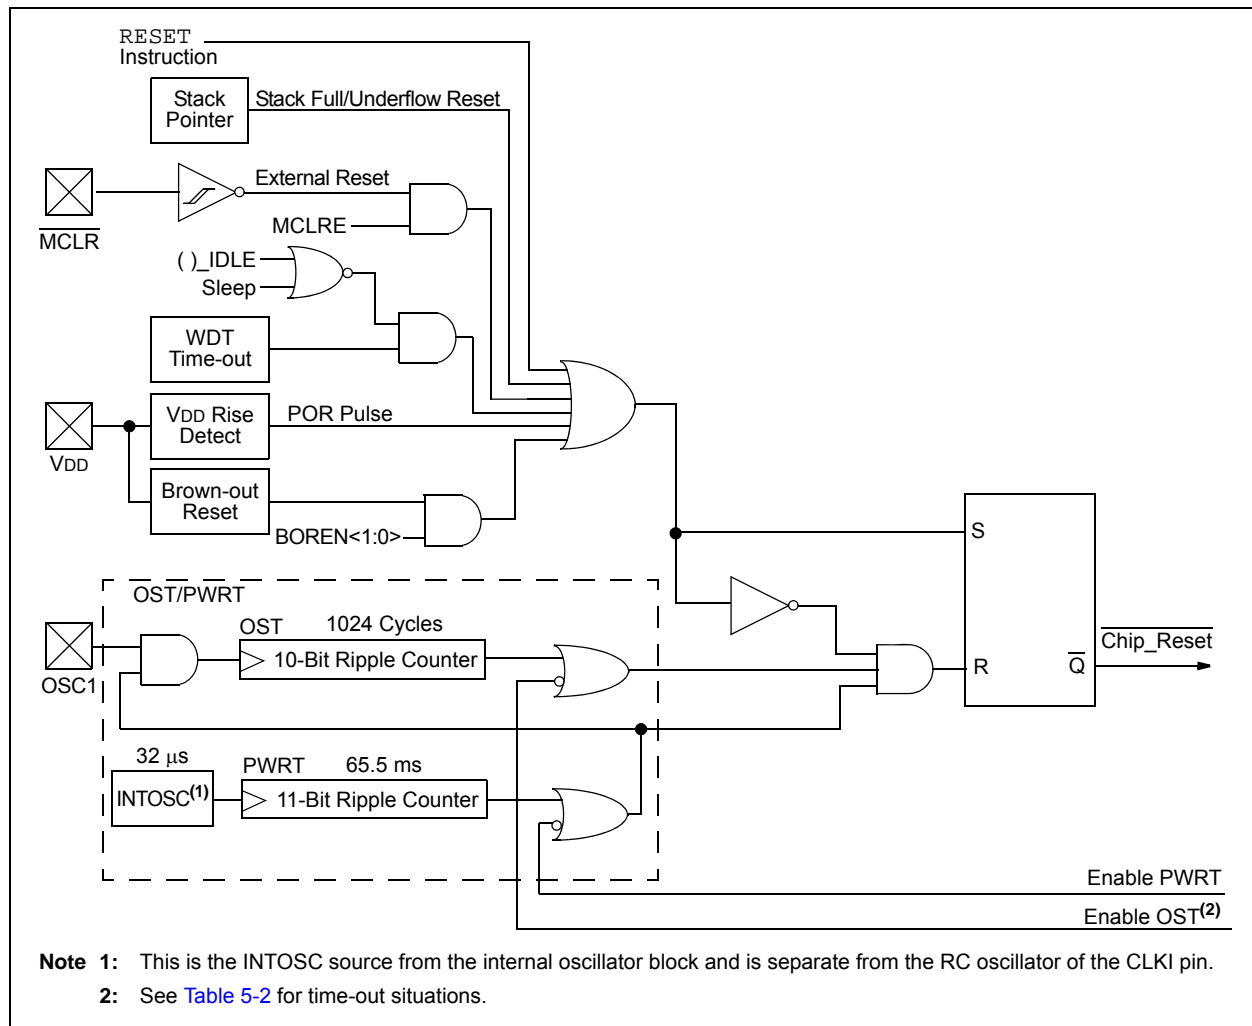 RESET
Instruction
Stack
Pointer
Stack Full/Underflow Reset
External Reset
MCLRE
MCLR
( )_IDLE
Sleep
WDT
Time-out
VDD Rise
Detect
POR Pulse
VDD
Brown-out
Reset
BOREN<1:0>
S
OST/PWRT
OST 1024 Cycles
10-Bit Ripple Counter
OSC1
R
Q
Chip_Reset
32 μs
INTOSC(1)
PWRT 65.5 ms
11-Bit Ripple Counter
Enable PWRT
Enable OST(2)
Note 1: This is the INTOSC source from the internal oscillator block and is separate from the RC oscillator of the CLKI pin.
2: See Table 5-2 for time-out situations.